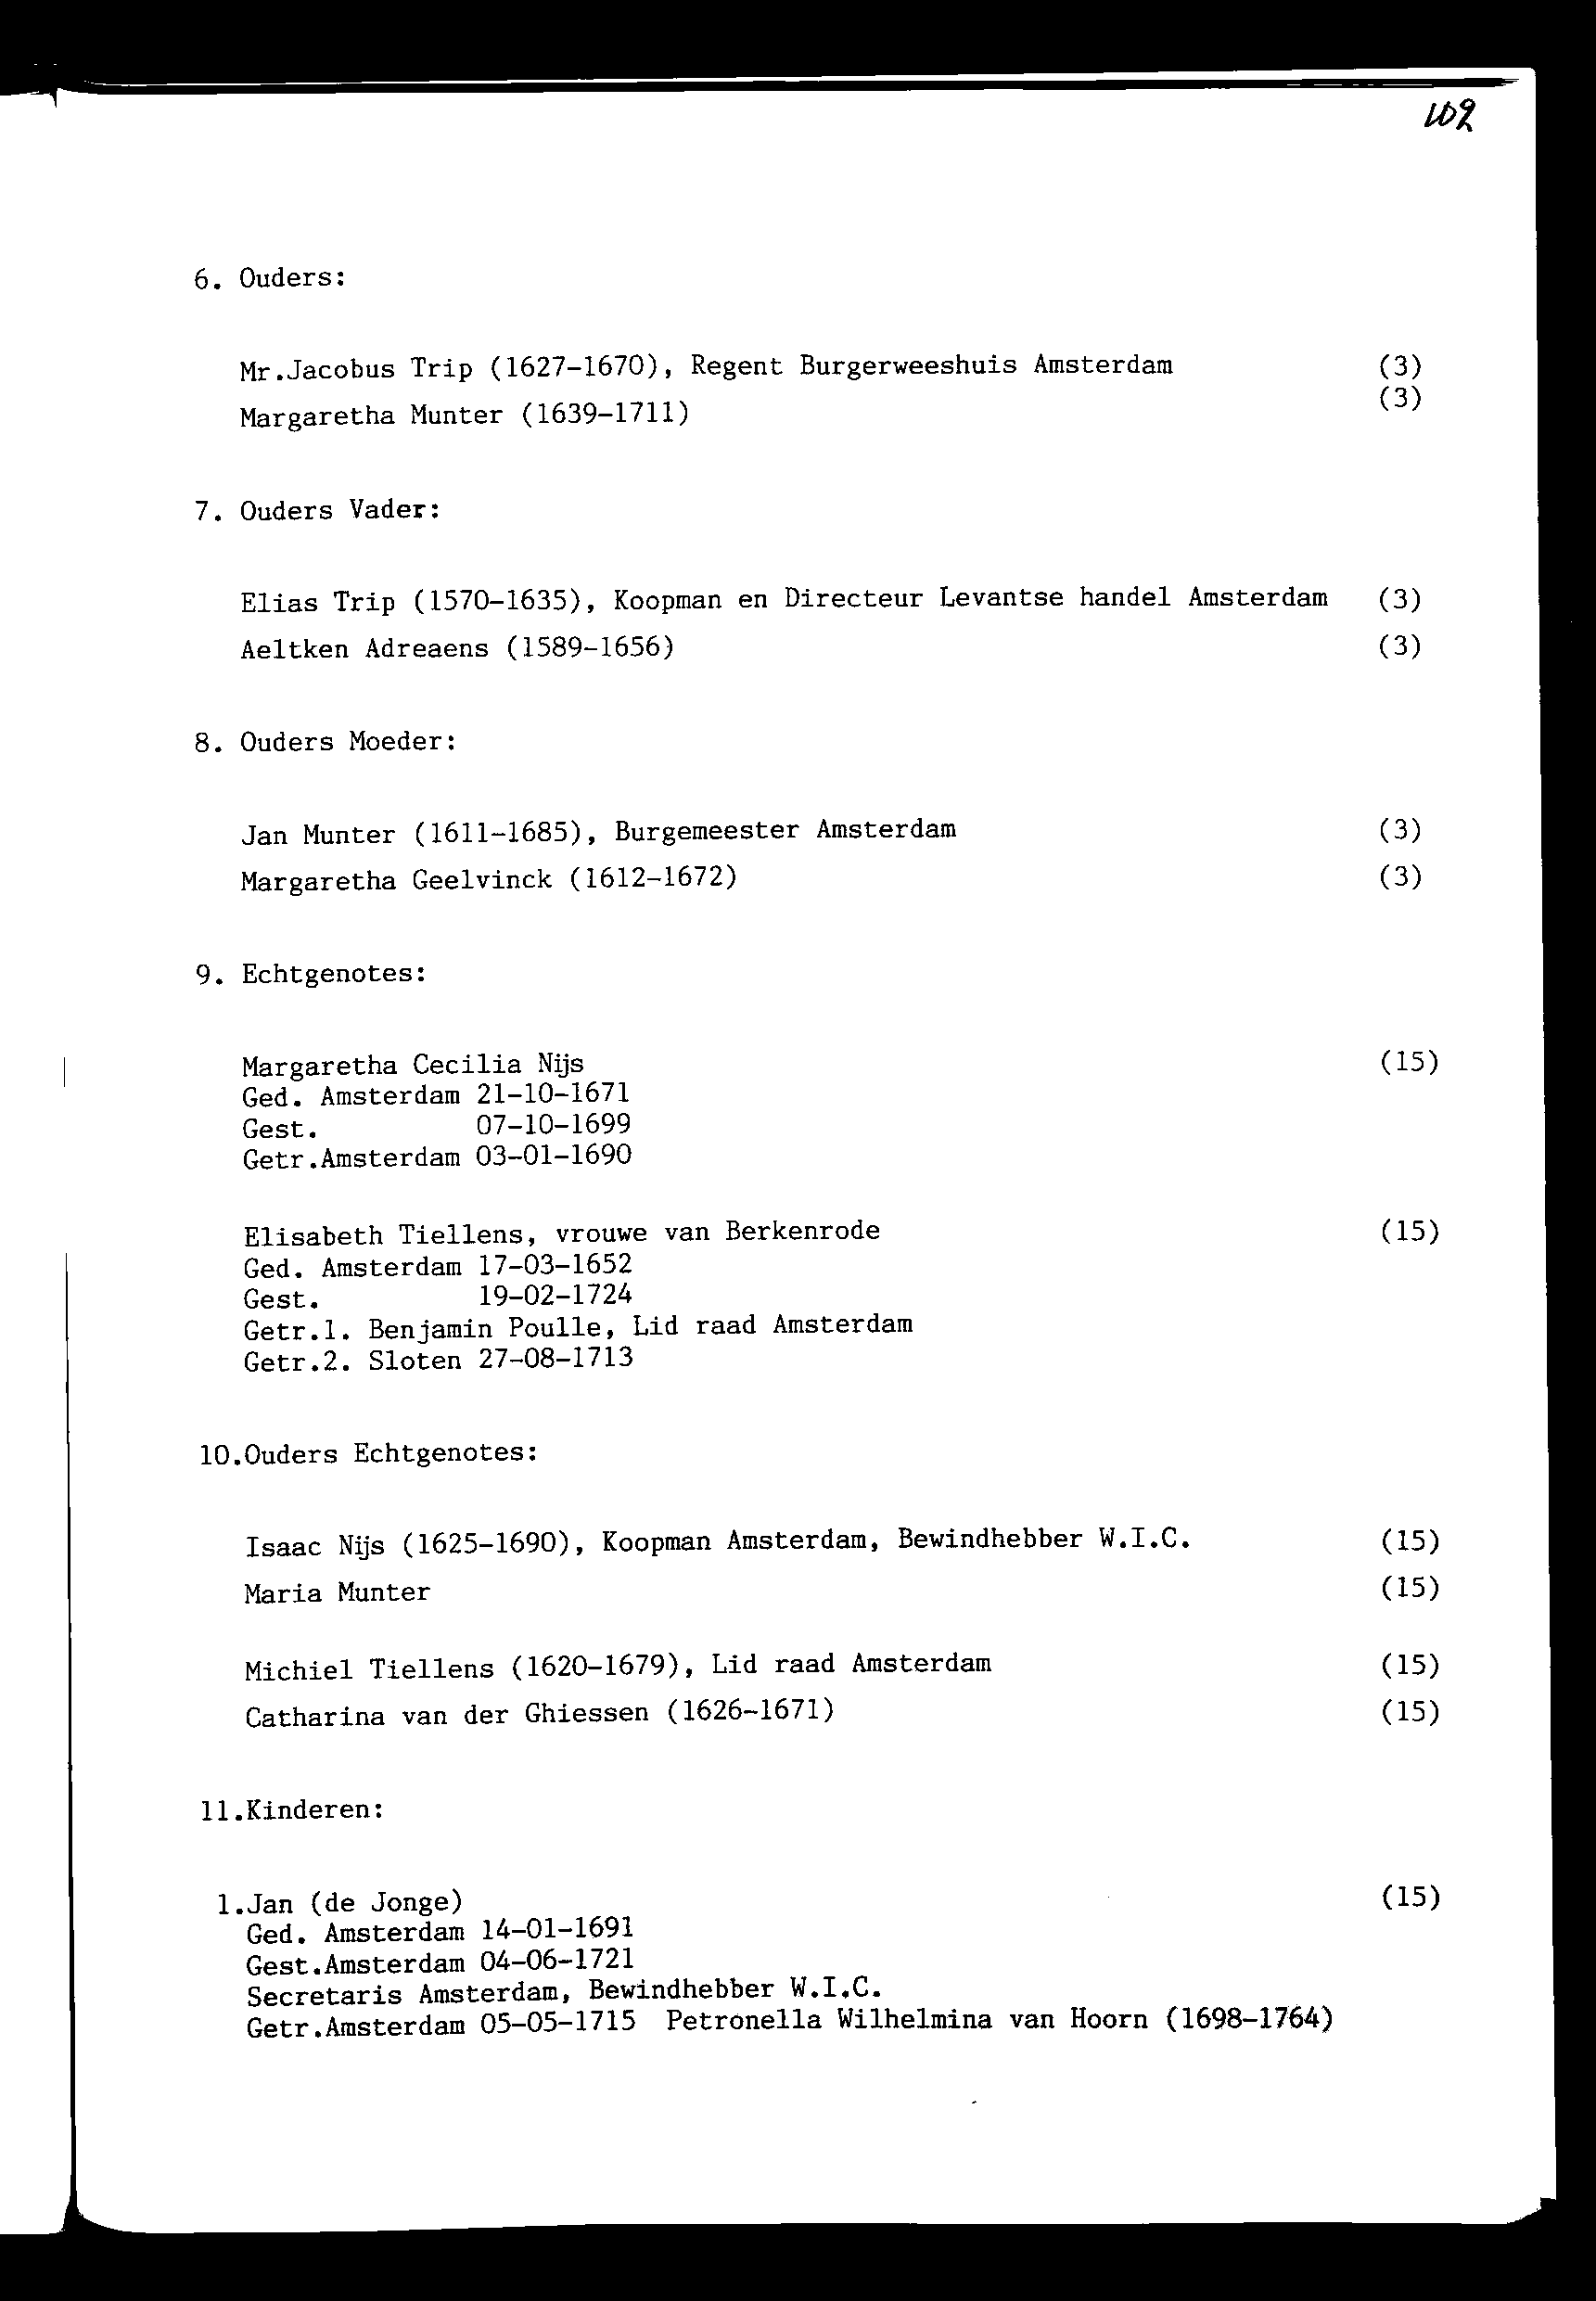 102
6. Ouders:
Mr.Jacobus Trip (1627-1670), Regent Burgerweeshuis Amsterdam (3)
Margaretha Munter (1639-1711) (3)
7. Ouders Vader:
Elias Trip (1570-1635), Koopman en Directeur Levantse handel Amsterdam (3)
Aeltken Adreaens (1589-1656) (3)
8. Ouders Moeder:
Jan Munter (1611-1685), Burgemeester Amsterdam (3)
Margaretha Geelvinck (1612-1672) (3)
9. Echtgenotes:
Margaretha Cecilia Nijs (15)
Ged. Amsterdam 21-10-1671
Gest. 07-10-1699
Getr.Amsterdam 03-01-1690
Elisabeth Tiellens, vrouwe van Berkenrode (15)
Ged. Amsterdam 17-03-1652
Gest. 19-02-1724
Getr.1. Benjamin Poulle, Lid raad Amsterdam
Getr.2. Sloten 27-08-1713
10.Ouders Echtgenotes:
Isaac Nijs (1625-1690), Koopman Amsterdam, Bewindhebber W.I.C. (15)
Maria Munter (15)
Michiel Tiellens (1620-1679), Lid raad Amsterdam (15)
Catharina van der Ghiessen (1626-1671) (15)
11.Kinderen:
1.Jan (de Jonge) (15)
Ged. Amsterdam 14-01-1691
Gest.Amsterdam 04-06-1721
Secretaris Amsterdam, Bewindhebber W.I.C.
Getr.Amsterdam 05-05-1715 Petronella Wilhelmina van Hoorn (1698-1764)